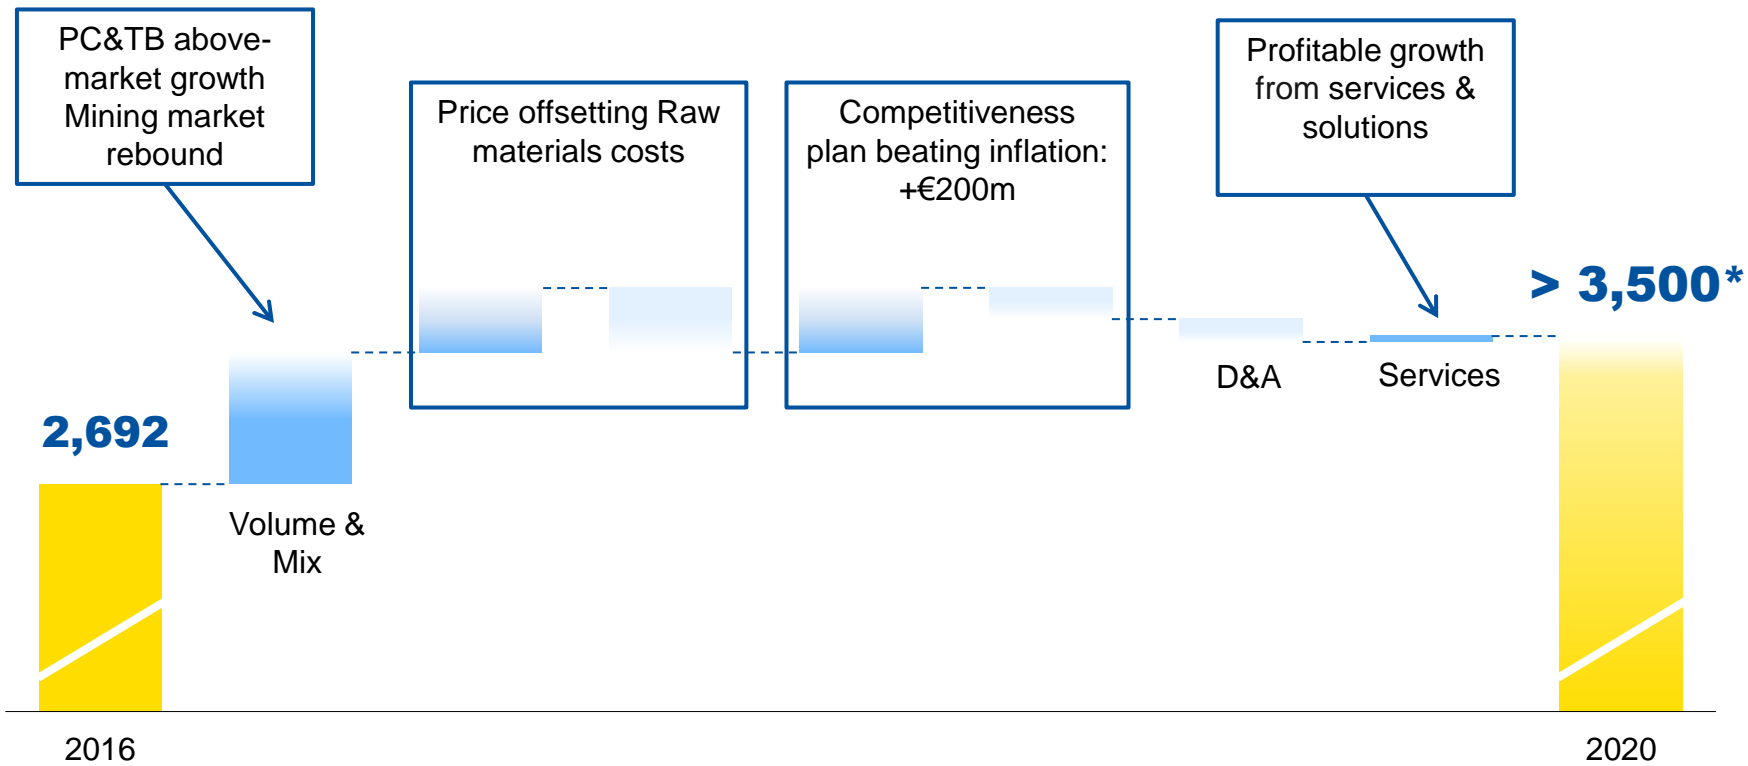 PC&TB above-
market growth
Mining market
rebound
Price offsetting Raw
materials costs
Competitiveness
plan beating inflation:
+€200m
Profitable growth
from services &
solutions
> 3,500*
2,692
D&A
Services
Volume &
Mix
2016
2020